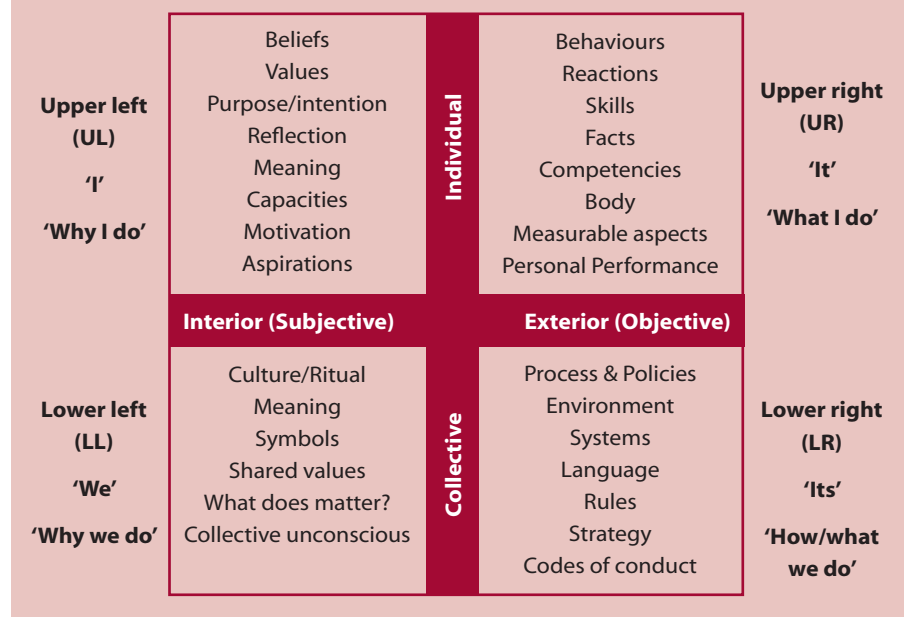 Upper left
(UL)
‘I’
‘Why I do’
Beliefs
Values
Purpose/intention
Reflection
Meaning
Capacities
Motivation
Aspirations
Individual
Behaviours
Reactions
Skills
Facts
Competencies
Body
Measurable aspects
Personal Performance
Upper right
(UR)
‘It’
‘What I do’
Interior (Subjective)
Exterior (Objective)
Lower left
(LL)
‘We’
‘Why we do’
Culture/Ritual
Meaning
Symbols
Shared values
What does matter?
Collective unconscious
Collective
Process & Policies
Environment
Systems
Language
Rules
Strategy
Codes of conduct
Lower right
(LR)
‘Its’
‘How/what
we do’